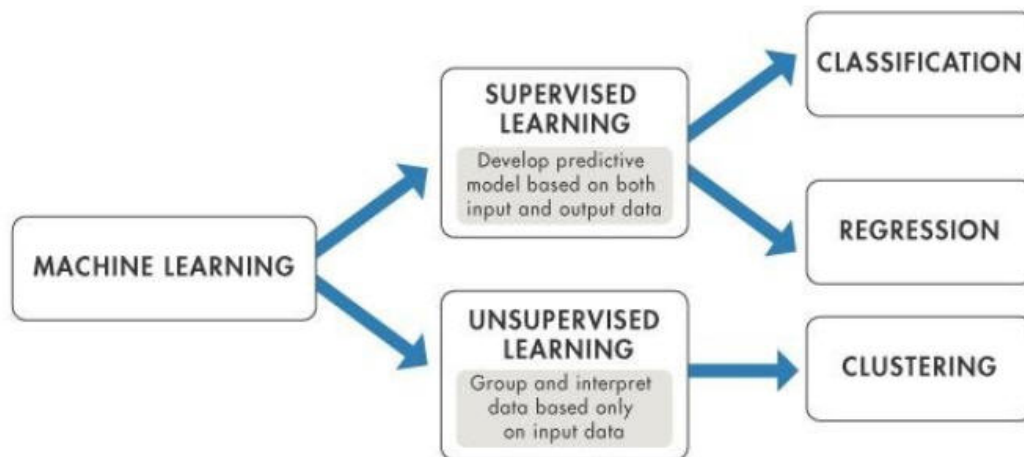 MACHINE LEARNING
SUPERVISED
LEARNING
Develop predictive
model based on both
input and output data
UNSUPERVISED
LEARNING
Group and interpret
data based only
on input data
CLASSIFICATION
REGRESSION
CLUSTERING